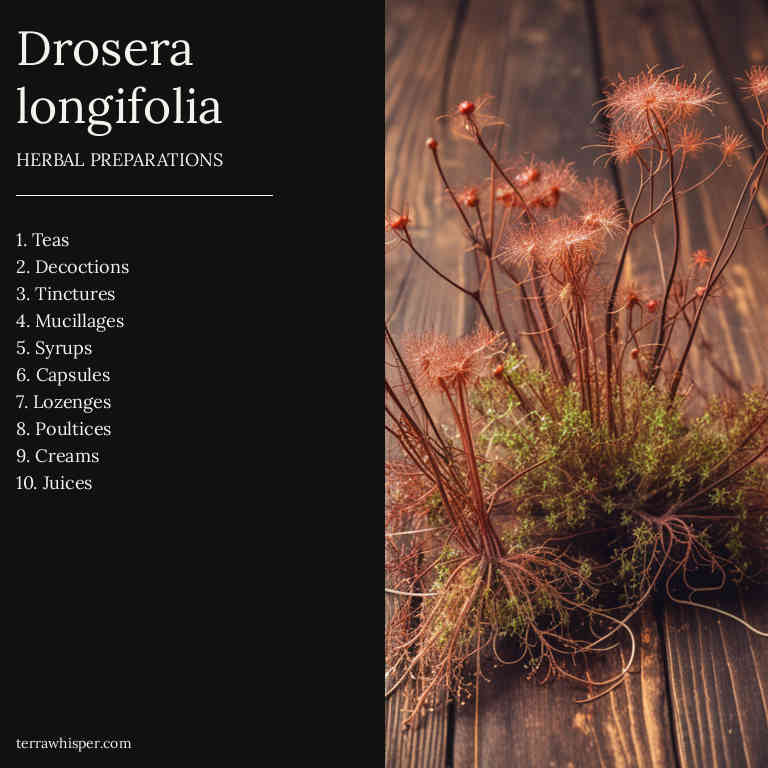 Drosera
longifolia
HERBAL PREPARATIONS
1. Teas
2. Decoctions
3. Tinctures
4. Mucillages
5. Syrups
6. Capsules
7. Lozenges
8. Poultices
9. Creams
10. Juices
terrawhisper.com